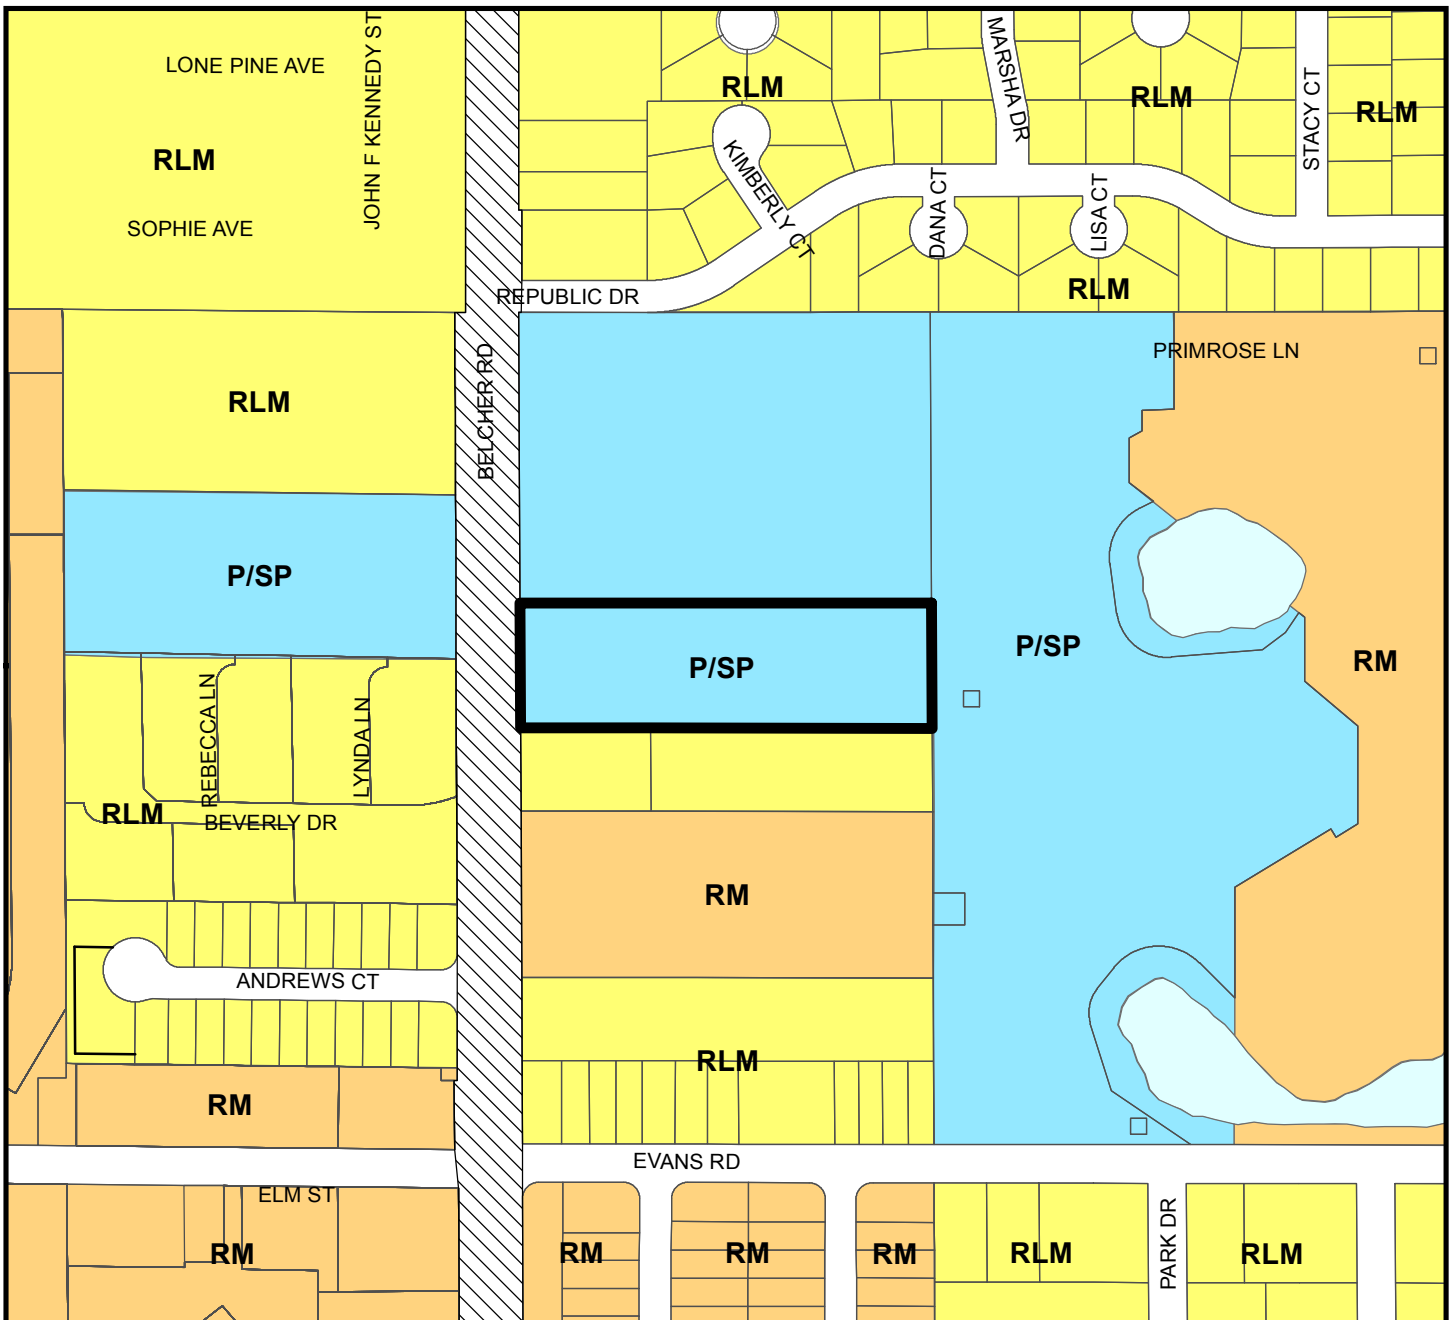 LONE PINE AVE
JOHN F KENNEDY ST
RLM
SOPHIE AVE
RLM
MARSHA DR
RLM
STACY CT
RLM
KIMBERLY CT
DANA CT
LISA CT
RLM
REPUBLIC DR
PRIMROSE LN
BELCHER RD
RLM
P/SP
P/SP
P/SP
RM
REBECCA LN
LYNDA LN
RLM
BEVERLY DR
RM
ANDREWS CT
RLM
RM
EVANS RD
ELM ST
RM
RM
RM
RM
RLM
PARK DR
RLM